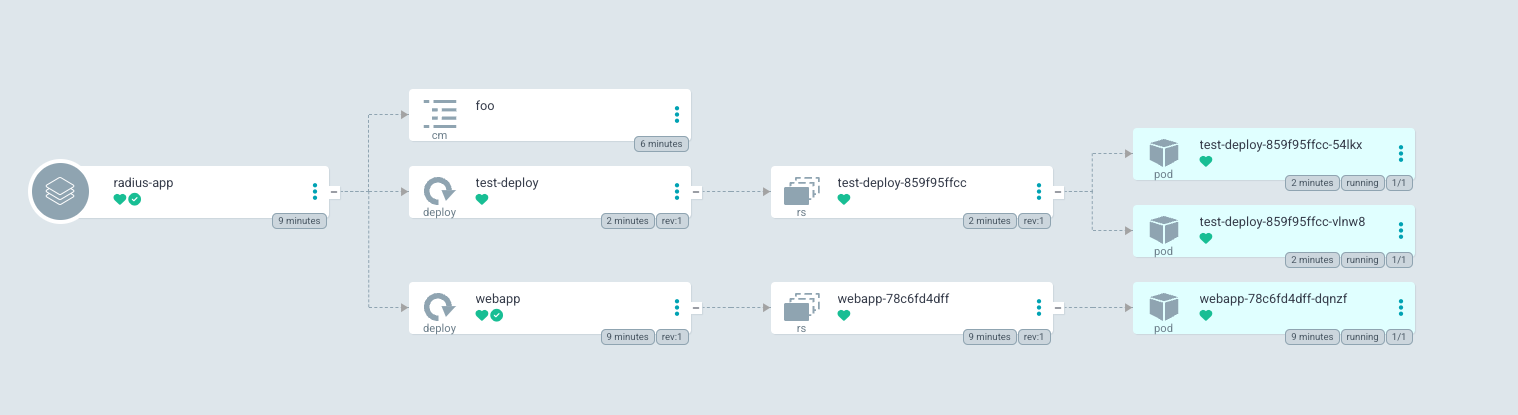 radius-app
9 minutes
foo
cm
6 minutes
test-deploy
deploy
2 minutes rev:1
webapp
deploy
9 minutes rev:1
test-deploy-859f95ffcc
rs
2 minutes rev:1
webapp-78c6fd4dff
rs
9 minutes rev:1
test-deploy-859f95ffcc-54lkx
pod
2 minutes running 1/1
test-deploy-859f95ffcc-vlnw8
pod
2 minutes running 1/1
webapp-78c6fd4dff-dqnzf
pod
9 minutes running 1/1